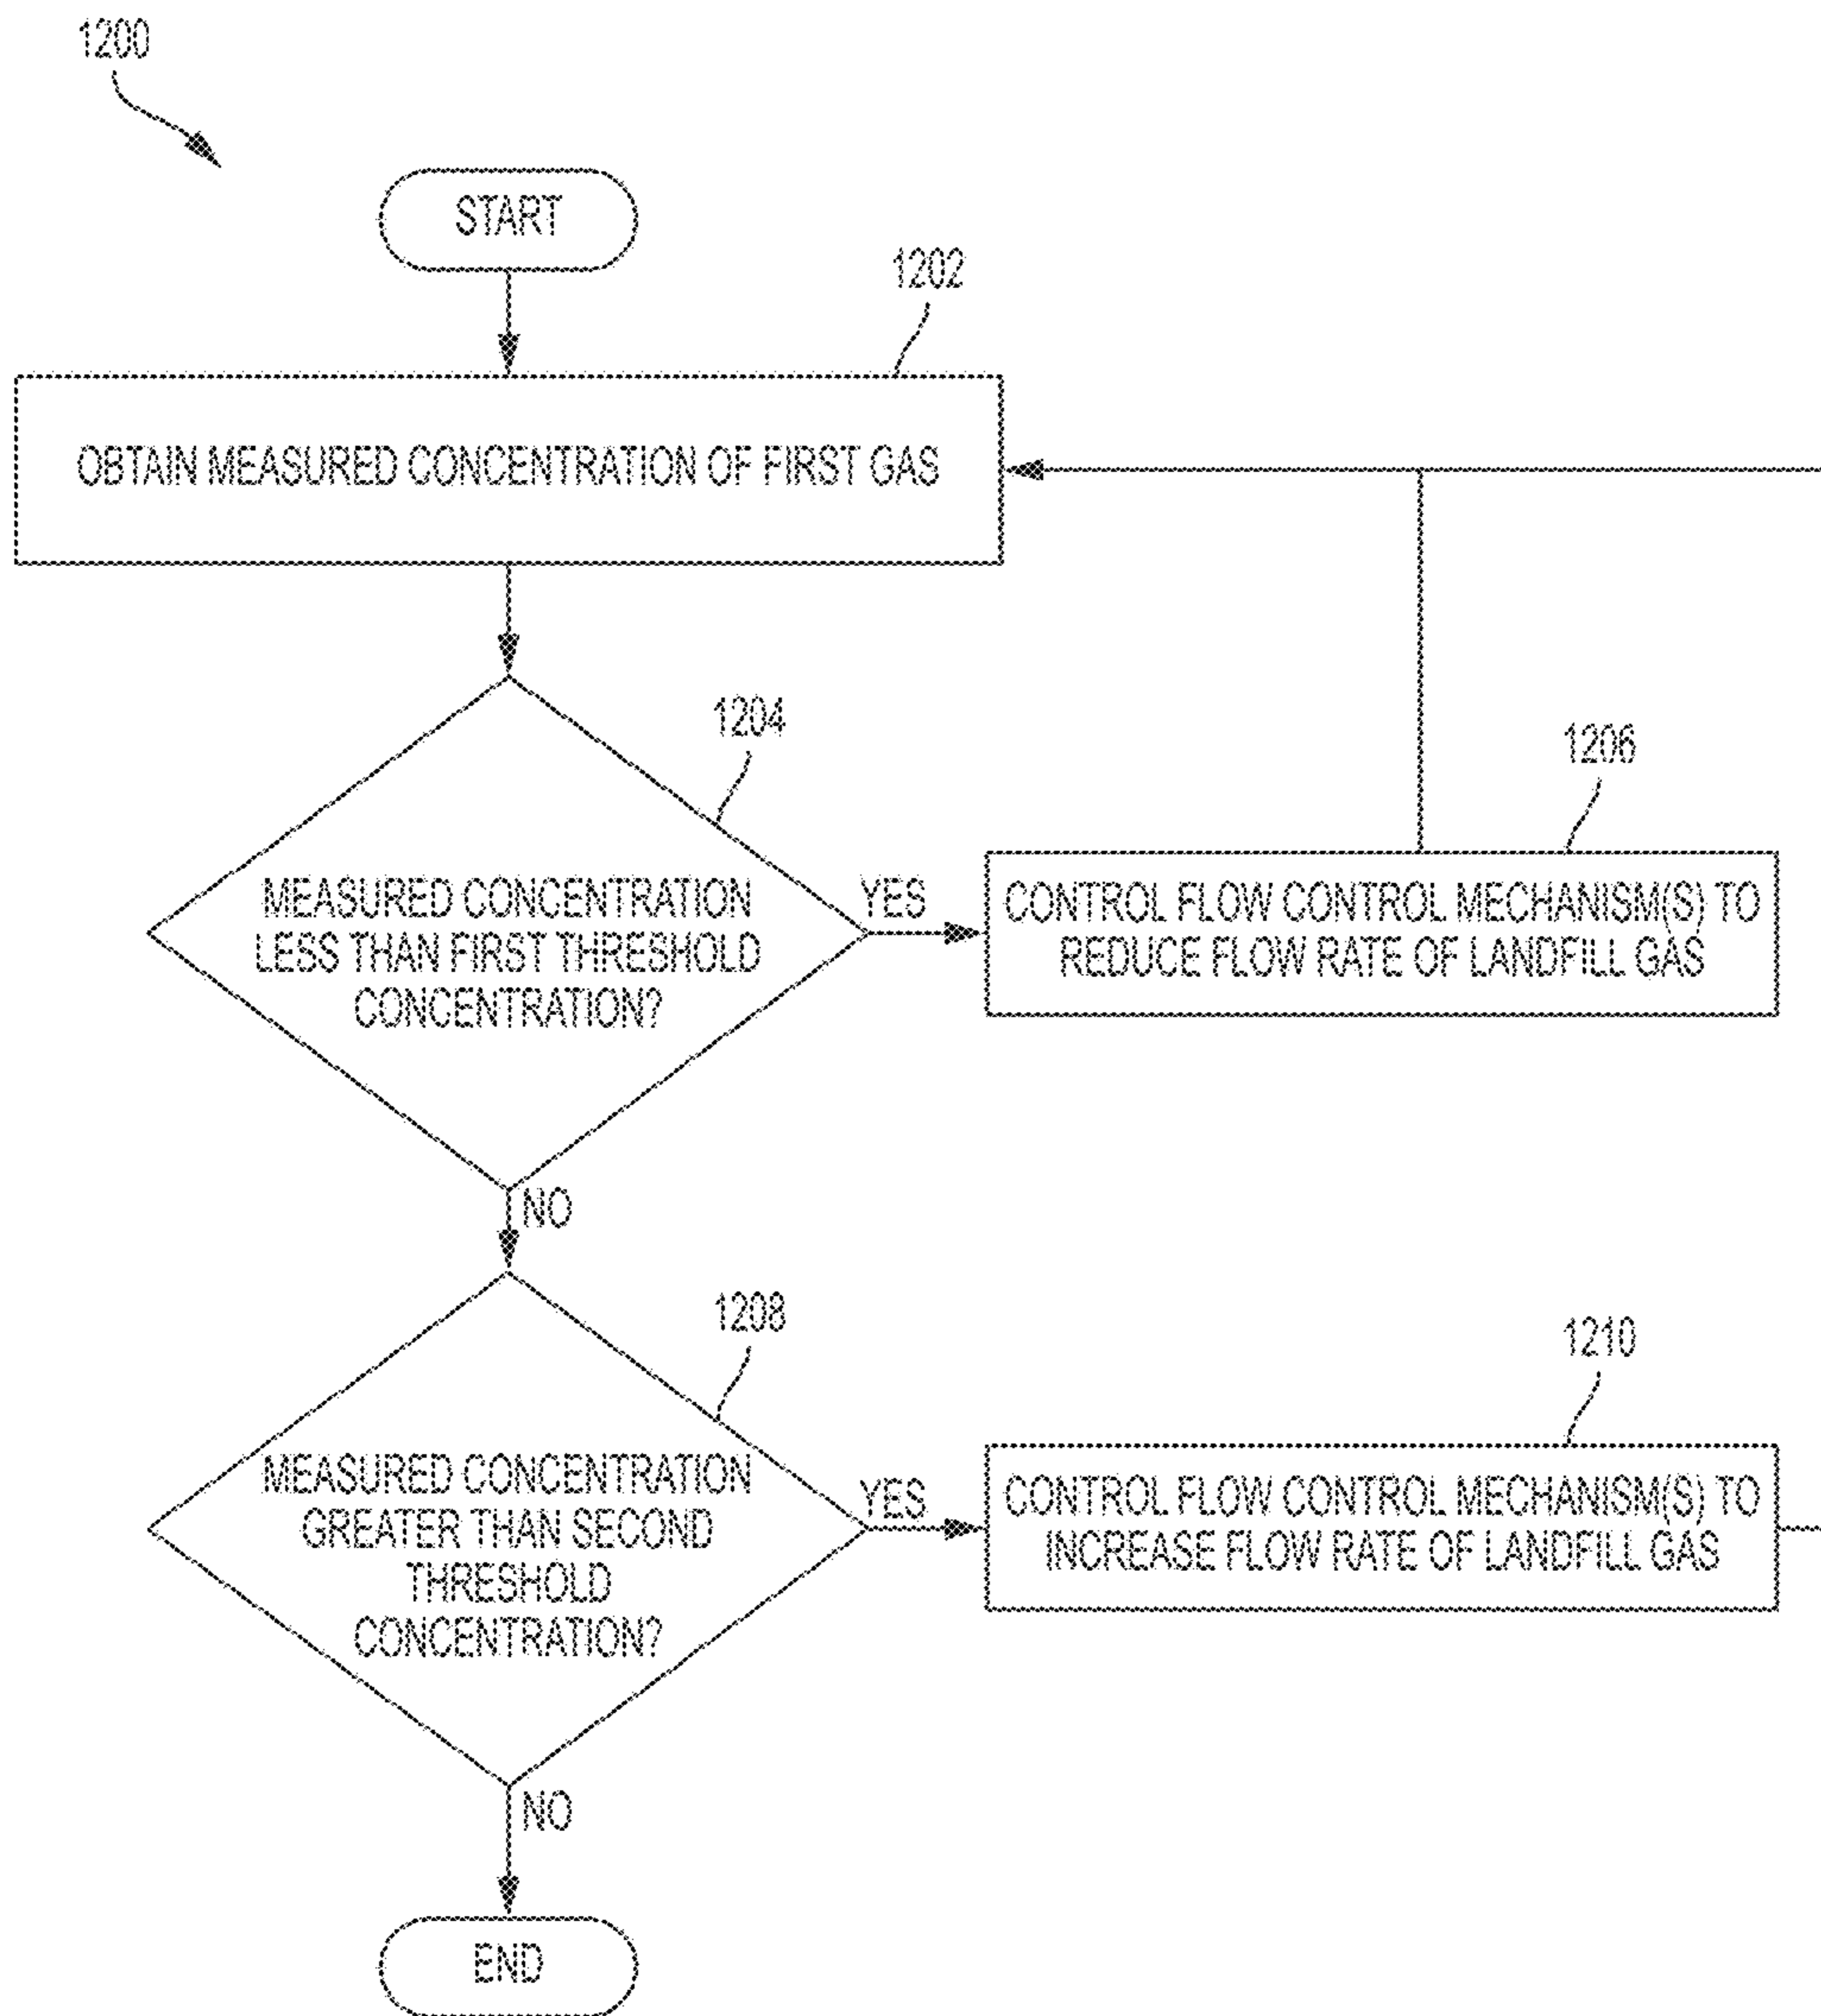 1200
START
1202
OBTAIN MEASURED CONCENTRATION OF FIRST GAS
1204
MEASURED CONCENTRATION
LESS THAN FIRST THRESHOLD
CONCENTRATION?
YES
1206
CONTROL FLOW CONTROL MECHANISM(S) TO
REDUCE FLOW RATE OF LANDFILL GAS
NO
1208
MEASURED CONCENTRATION
GREATER THAN SECOND
THRESHOLD
CONCENTRATION?
YES
1210
CONTROL FLOW CONTROL MECHANISM(S) TO
INCREASE FLOW RATE OF LANDFILL GAS
NO
END